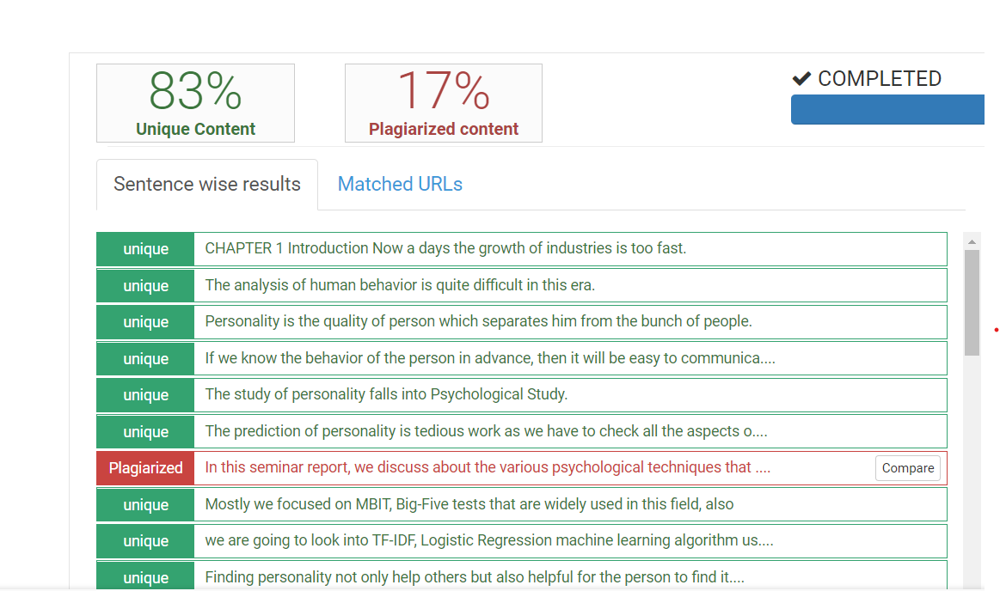 83%
Unique Content
17%
Plagiarized content
COMPLETED
Sentence wise results
Matched URLs
unique
CHAPTER 1 Introduction Now a days the growth of industries is too fast.
unique
The analysis of human behavior is quite difficult in this era.
unique
Personality is the quality of person which separates him from the bunch of people.
unique
If we know the behavior of the person in advance, then it will be easy to communica....
unique
The study of personality falls into Psychological Study.
unique
The prediction of personality is tedious work as we have to check all the aspects o....
Plagiarized
In this seminar report, we discuss about the various psychological techniques that ....
Compare
unique
Mostly we focused on MBIT, Big-Five tests that are widely used in this field, also
unique
we are going to look into TF-IDF, Logistic Regression machine learning algorithm us....
unique
Finding personality not only help others but also helpful for the person to find it....